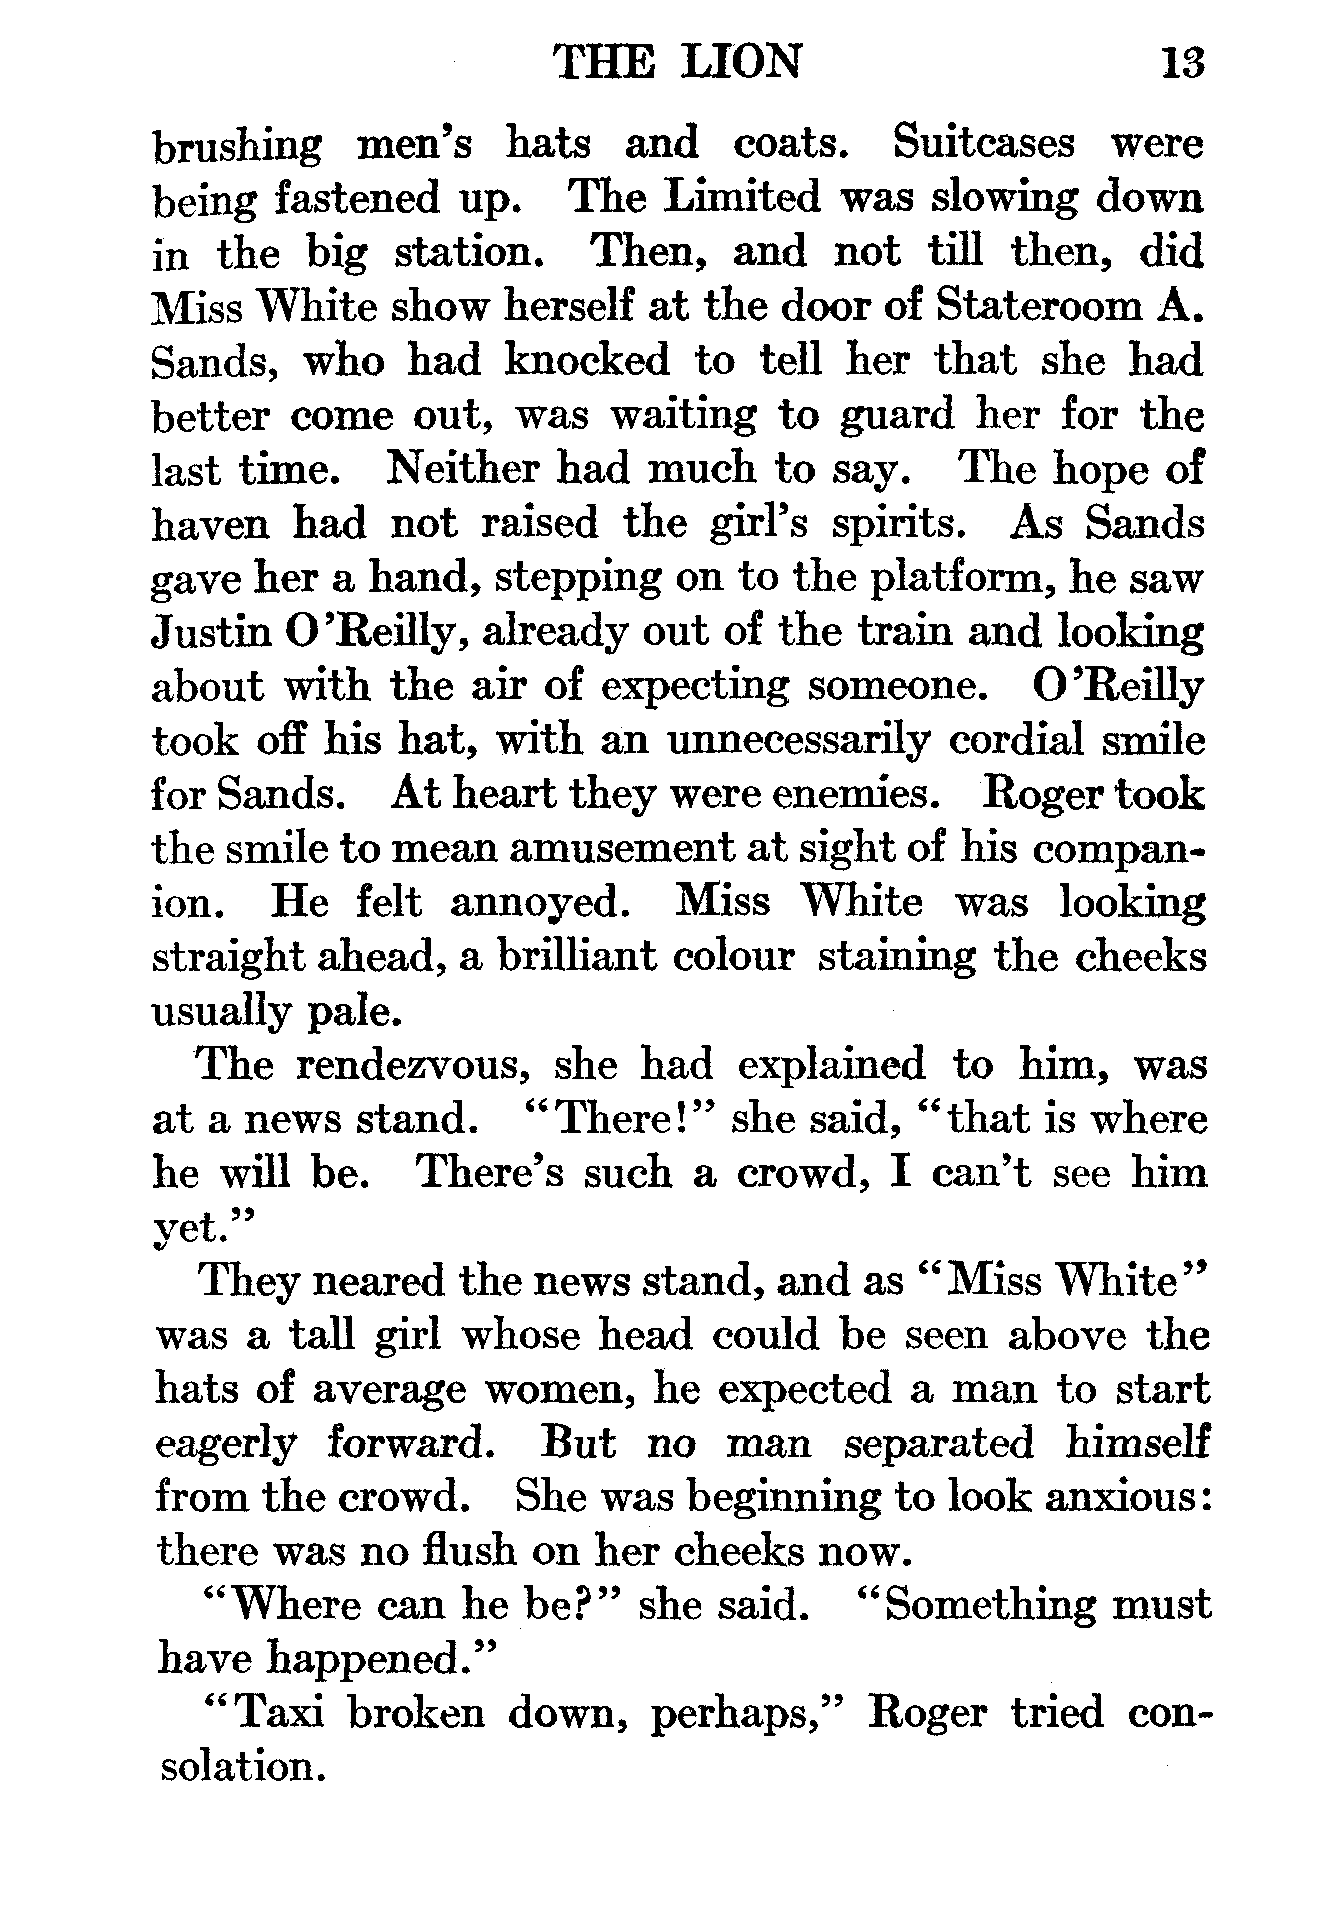 THE LION 13
brushing men's hats and coats. Suitcases were
being fastened up. The Limited was slowing down
in the big station. Then, and not till then, did
Miss White show herself at the door of Stateroom A.
Sands, who had knocked to tell her that she had
better come out, was waiting to guard her for the
last time. Neither had much to say. The hope of
haven had not raised the girl's spirits. As Sands
gave her a hand, stepping on to the platform, he saw
Justin O'Reilly, already out of the train and looking
about with the air of expecting someone. O'Reilly
took off his hat, with an unnecessarily cordial smile
for Sands. At heart they were enemies. Roger took
the smile to mean amusement at sight of his compan-
ion. He felt annoyed. Miss White was looking
straight ahead, a brilliant colour staining the cheeks
usually pale.
The rendezvous, she had explained to him, was
at a news stand. "There!" she said, "that is where
he will be. There's such a crowd, I can't see him
yet."
They neared the news stand, and as "Miss White"
was a tall girl whose head could be seen above the
hats of average women, he expected a man to start
eagerly forward. But no man separated himself
from the crowd. She was beginning to look anxious:
there was no flush on her cheeks now.
"Where can he be?" she said. "Something must
have happened."
"Taxi broken down, perhaps," Roger tried con-
solation.